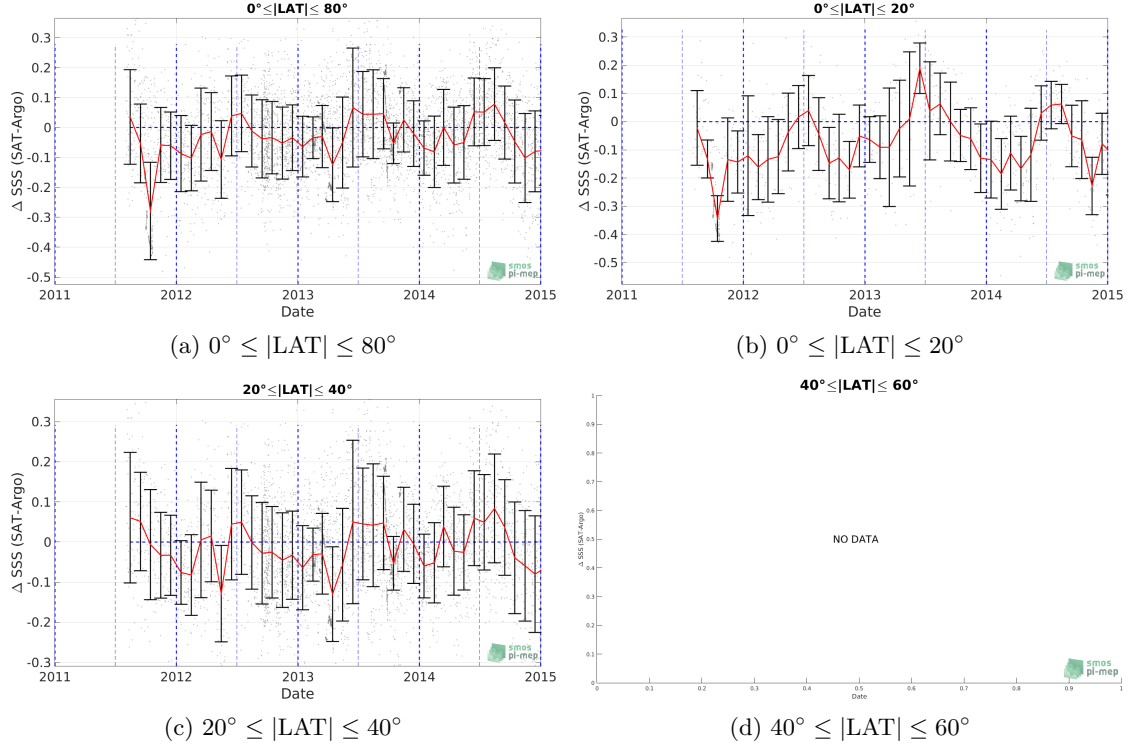 0°≤|LAT|≤ 80°
0.3
0.2
0.1
0
-0.1
-0.2
-0.3
-0.4
-0.5
Δ SSS (SAT-Argo)
2011 2012 2013 2014 2015
Date
smos
pi-mep
(a) 0° ≤ |LAT| ≤ 80°
0°≤|LAT|≤ 20°
0.3
0.2
0.1
0
-0.1
-0.2
-0.3
-0.4
-0.5
Δ SSS (SAT-Argo)
2011 2012 2013 2014 2015
Date
smos
pi-mep
(b) 0° ≤ |LAT| ≤ 20°
20°≤|LAT|≤ 40°
0.3
0.2
0.1
0
-0.1
-0.2
-0.3
Δ SSS (SAT-Argo)
2011 2012 2013 2014 2015
Date
smos
pi-mep
(c) 20° ≤ |LAT| ≤ 40°
40°≤|LAT|≤ 60°
1
0.9
0.8
0.7
0.6
0.5
0.4
0.3
0.2
0.1
0
Δ SSS (SAT-Argo)
NO DATA
0 0.1 0.2 0.3 0.4 0.5 0.6 0.7 0.8 0.9 1
Date
smos
pi-mep
(d) 40° ≤ |LAT| ≤ 60°